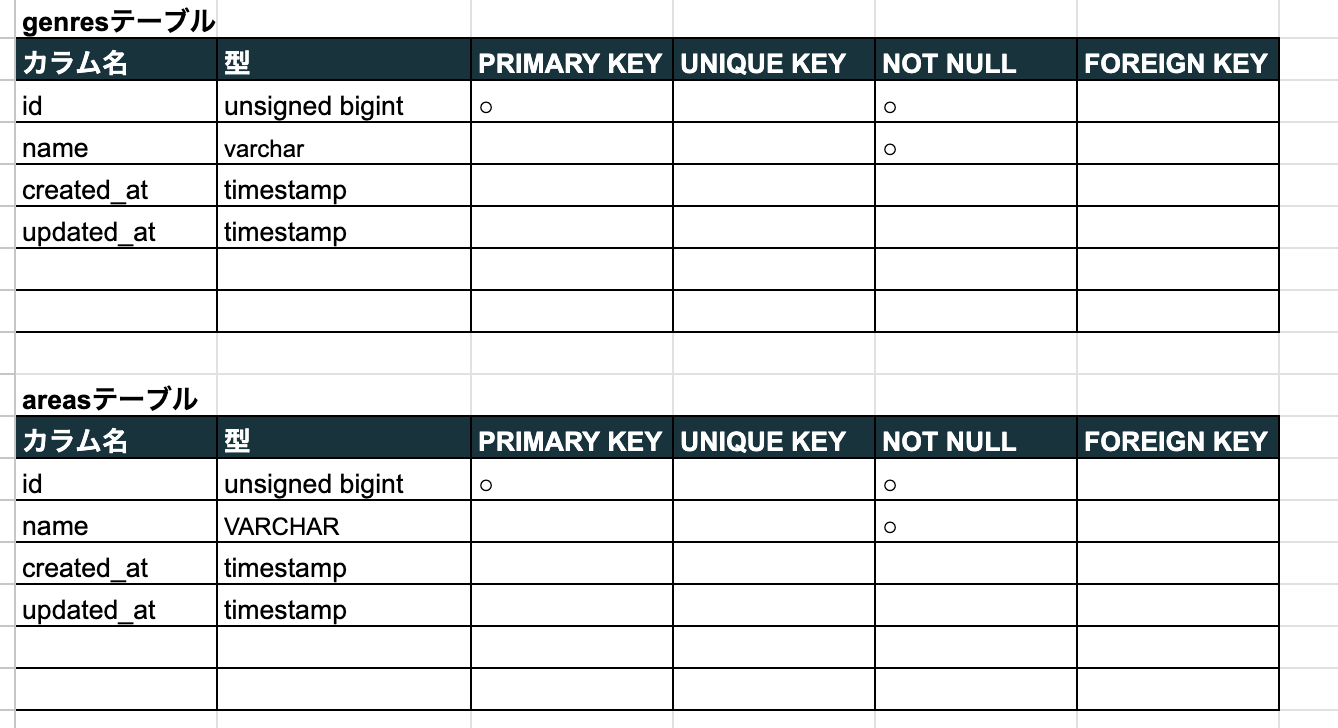 genresテーブル
カラム名 型 PRIMARY KEY UNIQUE KEY NOT NULL FOREIGN KEY
id unsigned bigint ○ ○
name varchar ○
created_at timestamp
updated_at timestamp
areasテーブル
カラム名 型 PRIMARY KEY UNIQUE KEY NOT NULL FOREIGN KEY
id unsigned bigint ○ ○
name VARCHAR ○
created_at timestamp
updated_at timestamp